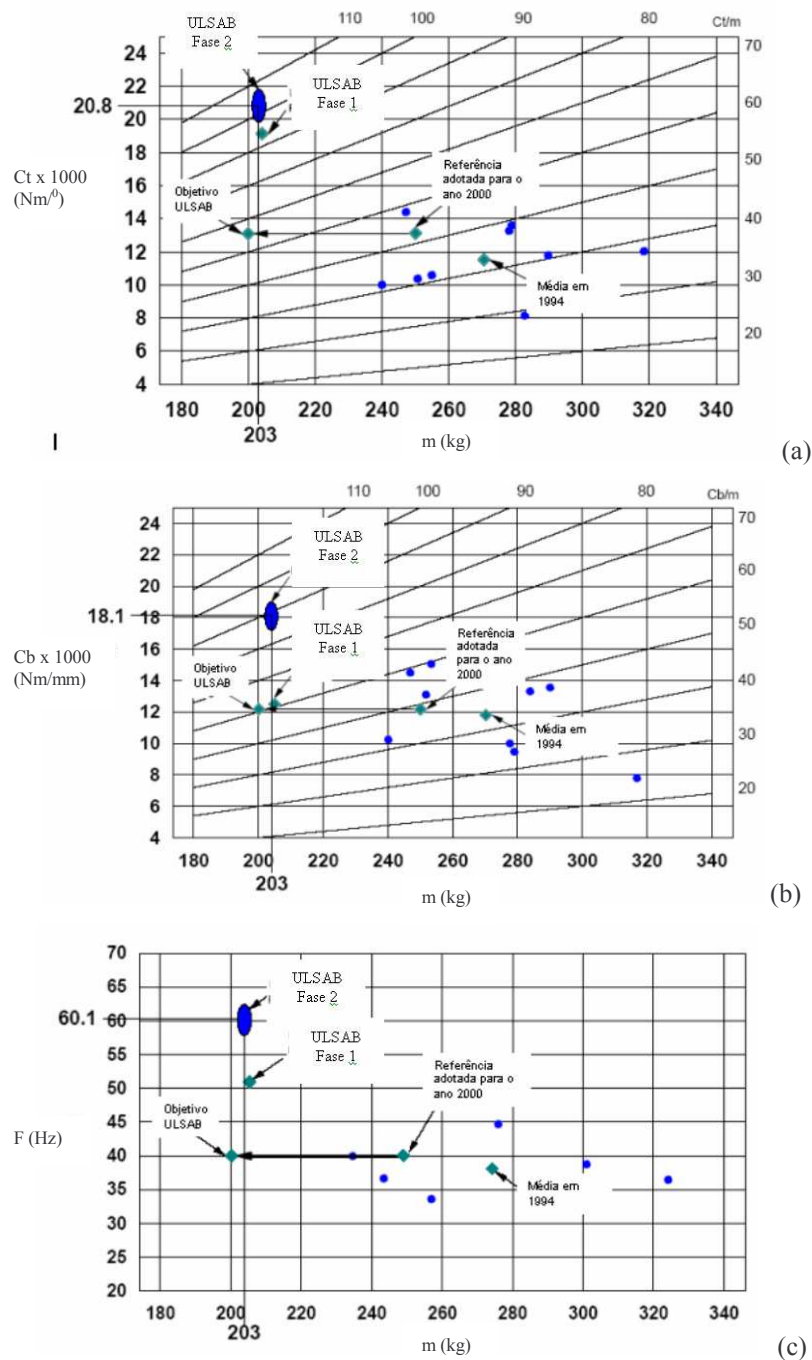 ULSAB
Fase 2
110 100 90 80 Ct/m
70
60
50
40
30
20
24
22
20.8
20
18
16
14
12
10
8
6
4
ULSAB
Fase 1
Ct x 1000
(Nm/⁰)
Objetivo
ULSAB
Referência
adotada para o
ano 2000
Média em
1994
180 200 220 240 260 280 300 320 340
203
m (kg)
(a)
110 100 90 80 Cb/m
70
60
50
40
30
20
24
22
20
18.1
18
16
14
12
10
8
6
4
ULSAB
Fase 2
ULSAB
Fase 1
Cb x 1000
(Nm/mm)
Objetivo
ULSAB
Referência
adotada
para o ano
2000
Média em
1994
180 200 220 240 260 280 300 320 340
203
m (kg)
(b)
70
65
60.1
60
55
50
45
40
35
30
25
20
ULSAB
Fase 2
ULSAB
Fase 1
F (Hz)
Objetivo
ULSAB
Referência
adotada para o
ano 2000
Média em
1994
180 200 220 240 260 280 300 320 340
203
m (kg)
(c)